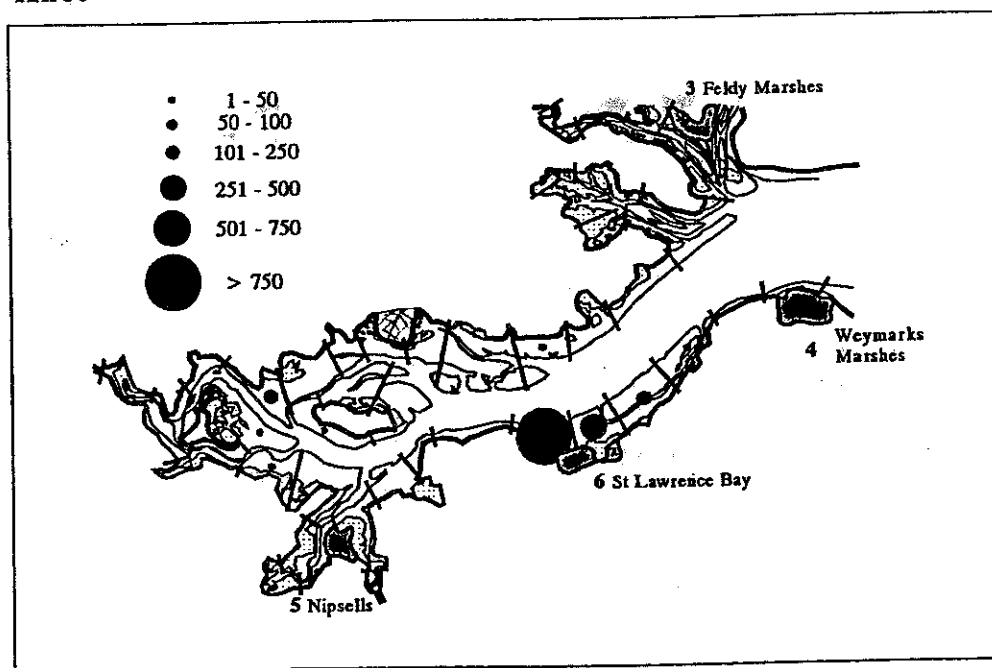 1 - 50
50 - 100
101 - 250
251 - 500
501 - 750
> 750
3 Feldy Marshes
4 Weymarks
Marshes
6 St Lawrence Bay
5 Nipsells